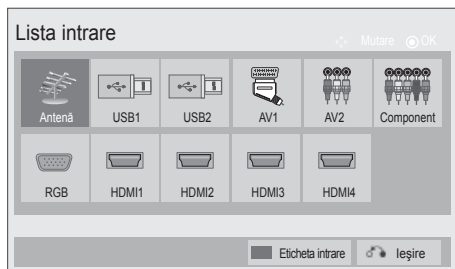 Lista intrare
Mutare OK
Antenă USB1 USB2 AV1 AV2 Component
RGB HDMI1 HDMI2 HDMI3 HDMI4
Eticheta intrare Ieşire